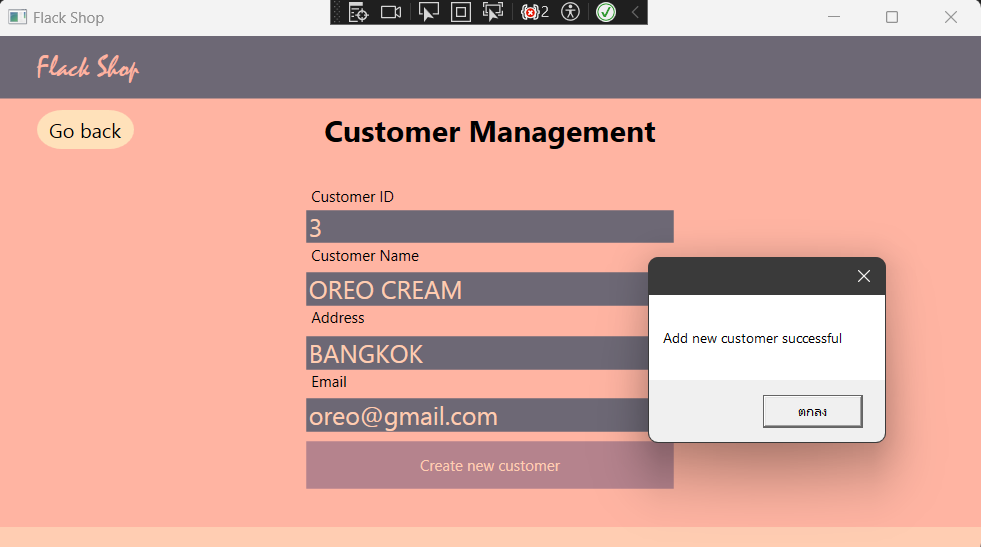 Flack Shop
2
Flack Shop
Go back
Customer Management
Customer ID
3
Customer Name
OREO CREAM
Address
BANGKOK
Email
oreo@gmail.com
Create new customer
Add new customer successful
ตกลง